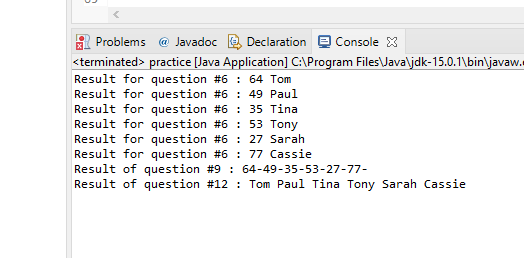 Problems @ Javadoc Declaration Console
<terminated> practice [Java Application] C:\Program Files\Java\jdk-15.0.1\bin\javaw.
Result for question #6 : 64 Tom
Result for question #6 : 49 Paul
Result for question #6 : 35 Tina
Result for question #6 : 53 Tony
Result for question #6 : 27 Sarah
Result for question #6 : 77 Cassie
Result of question #9 : 64-49-35-53-27-77-
Result of question #12 : Tom Paul Tina Tony Sarah Cassie